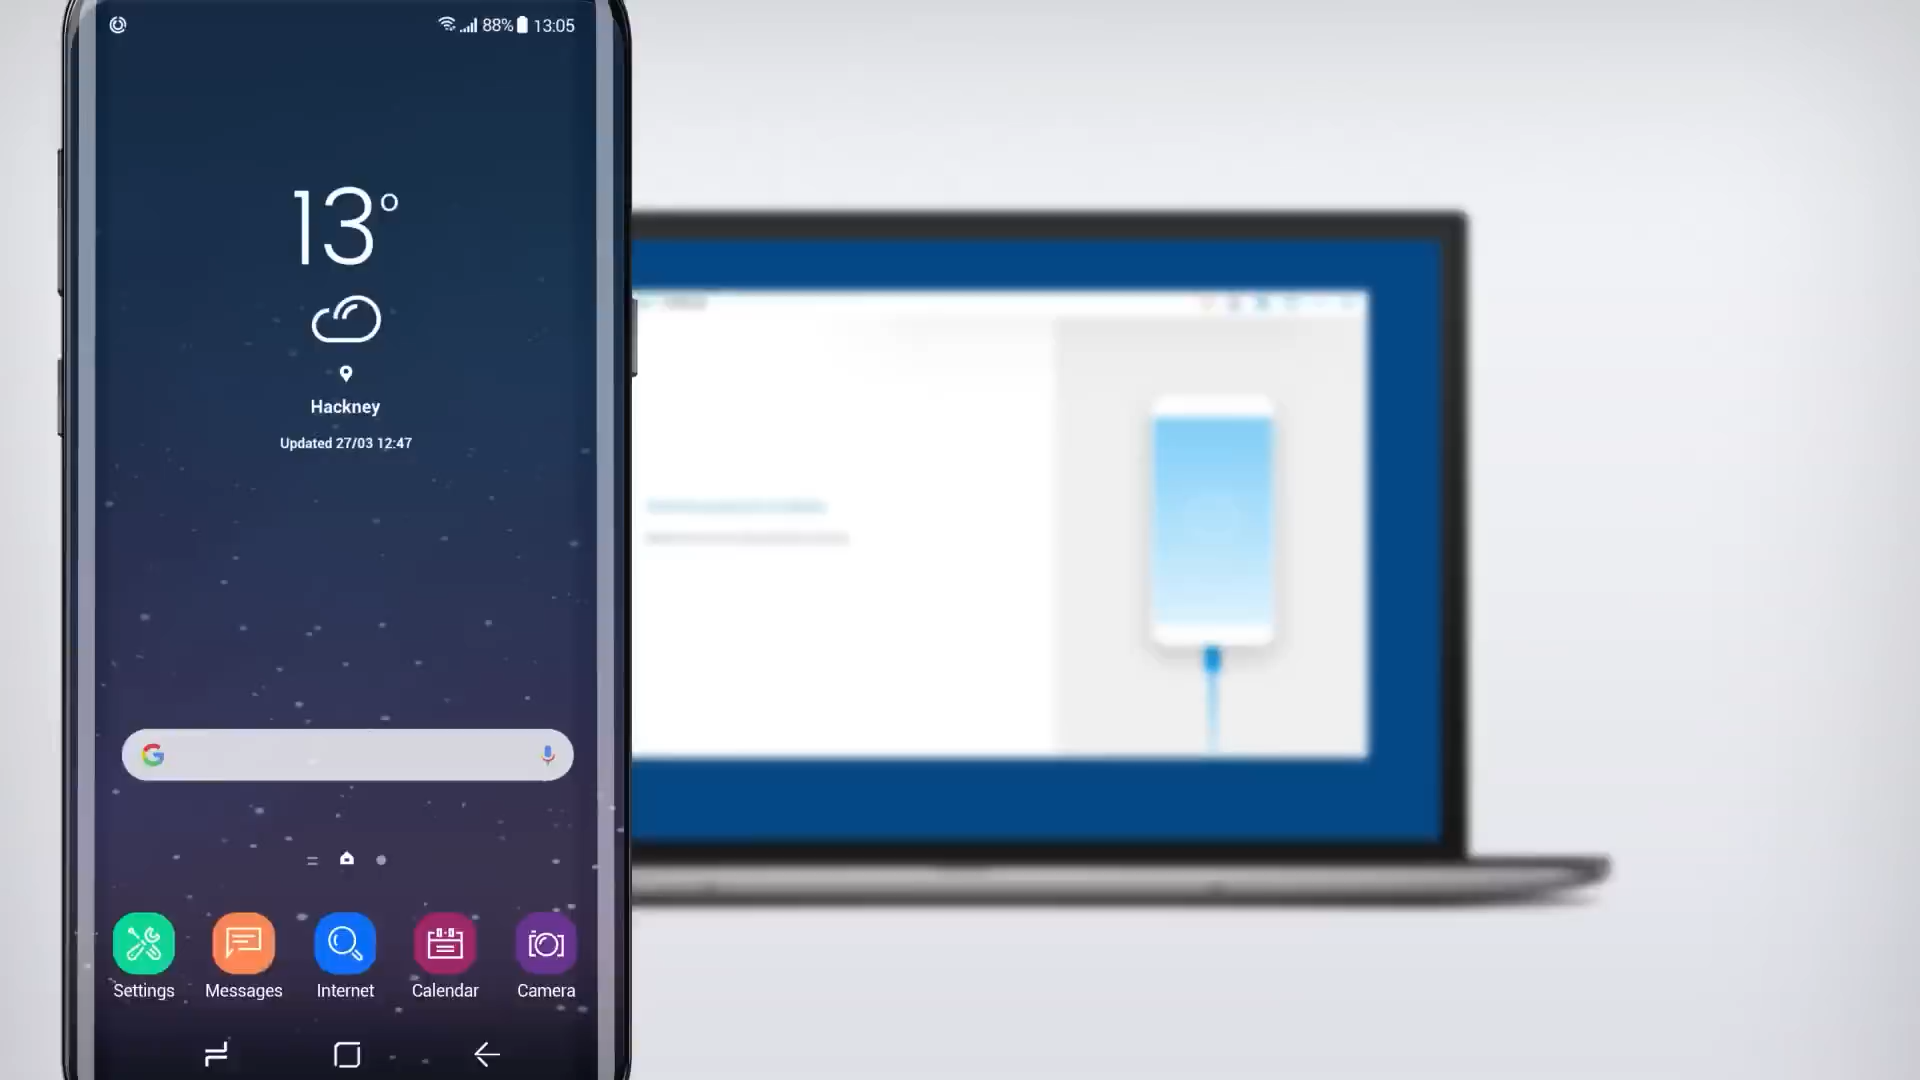 88% 13:05
13°
Hackney
Updated 27/03 12:47
Settings Messages Internet Calendar Camera